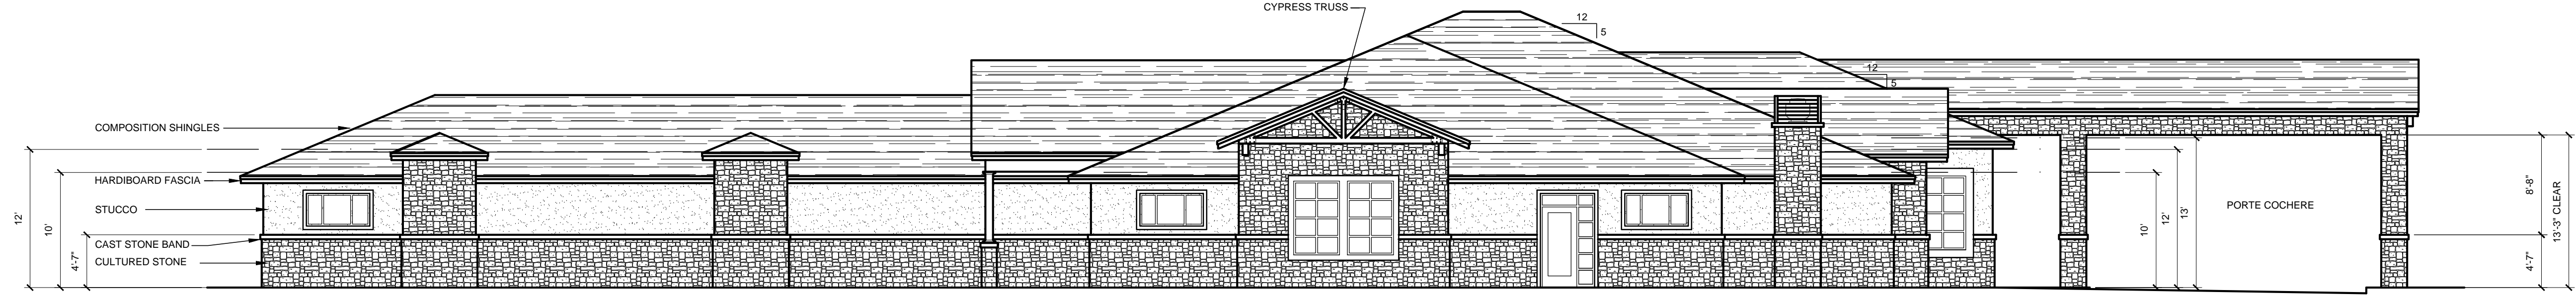 CYPRESS TRUSS
12
5
12
5
COMPOSITION SHINGLES
HARDIBOARD FASCIA
STUCCO
CAST STONE BAND
CULTURED STONE
12'
10'
4'-7"
10'
12'
13'
PORTE COCHERE
8'-8"
4'-7"
13'-3" CLEAR